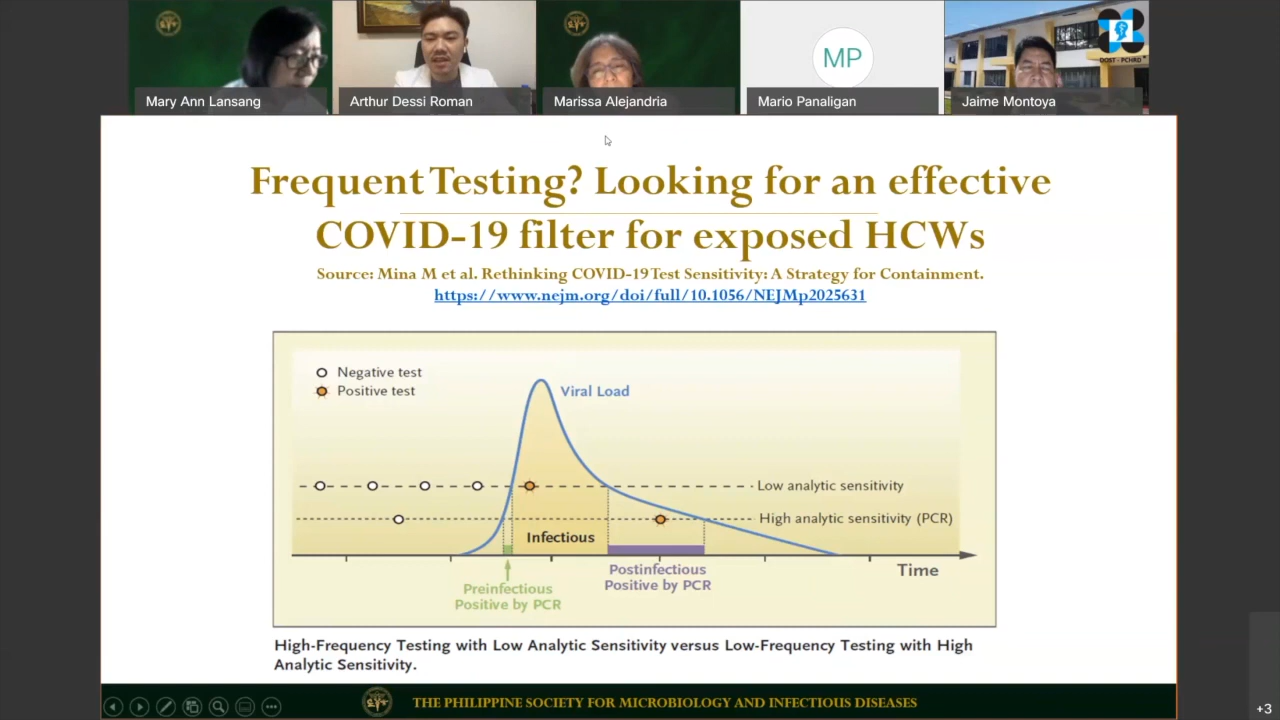 Mary Ann Lansang
Arthur Dessi Roman
Marissa Alejandria
MP
Mario Panaligan
DOST - PCHRD
Jaime Montoya
Frequent Testing? Looking for an effective
COVID-19 filter for exposed HCWs
Source: Mina M et al. Rethinking COVID-19 Test Sensitivity: A Strategy for Containment.
https://www.nejm.org/doi/full/10.1056/NEJMp2025631
Negative test
Positive test
Viral Load
Low analytic sensitivity
High analytic sensitivity (PCR)
Infectious
Time
Preinfectious
Positive by PCR
Postinfectious
Positive by PCR
High-Frequency Testing with Low Analytic Sensitivity versus Low-Frequency Testing with High
Analytic Sensitivity.
THE PHILIPPINE SOCIETY FOR MICROBIOLOGY AND INFECTIOUS DISEASES
+3